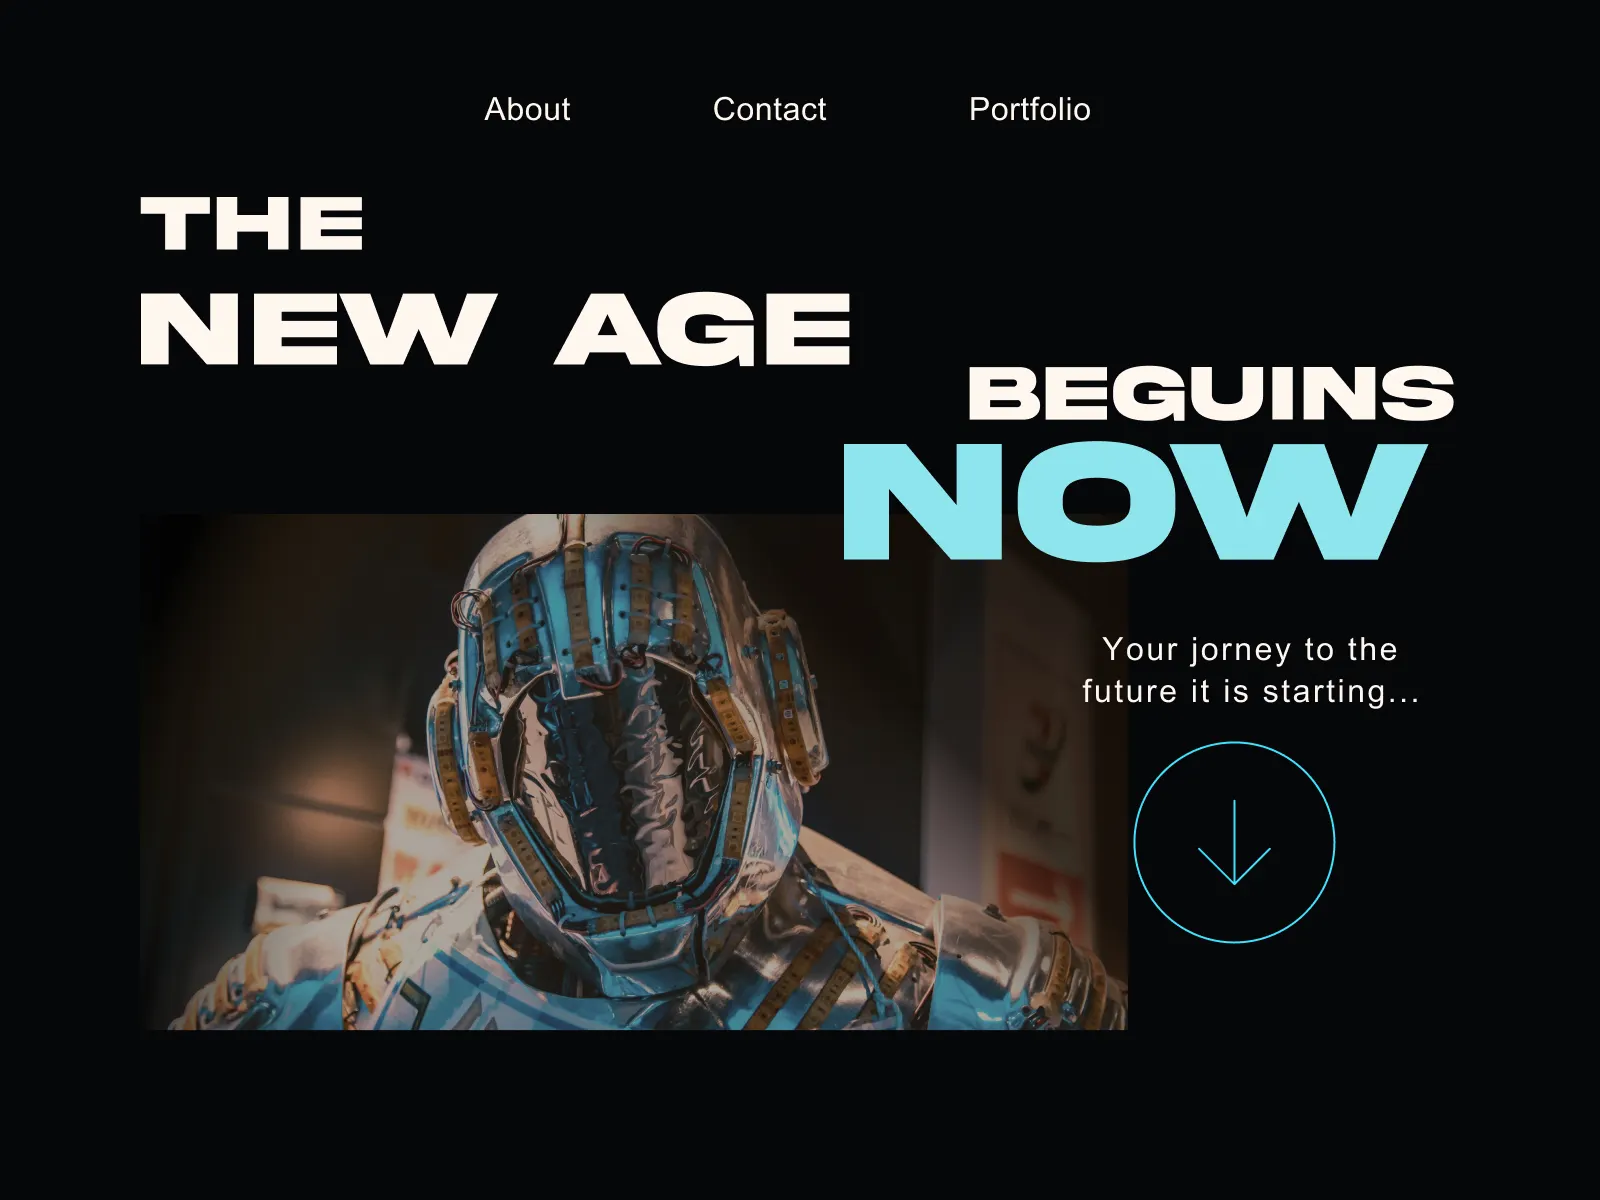 About Contact Portfolio
THE
NEW AGE
BEGUINS
NOW
Your jorney to the
future it is starting...